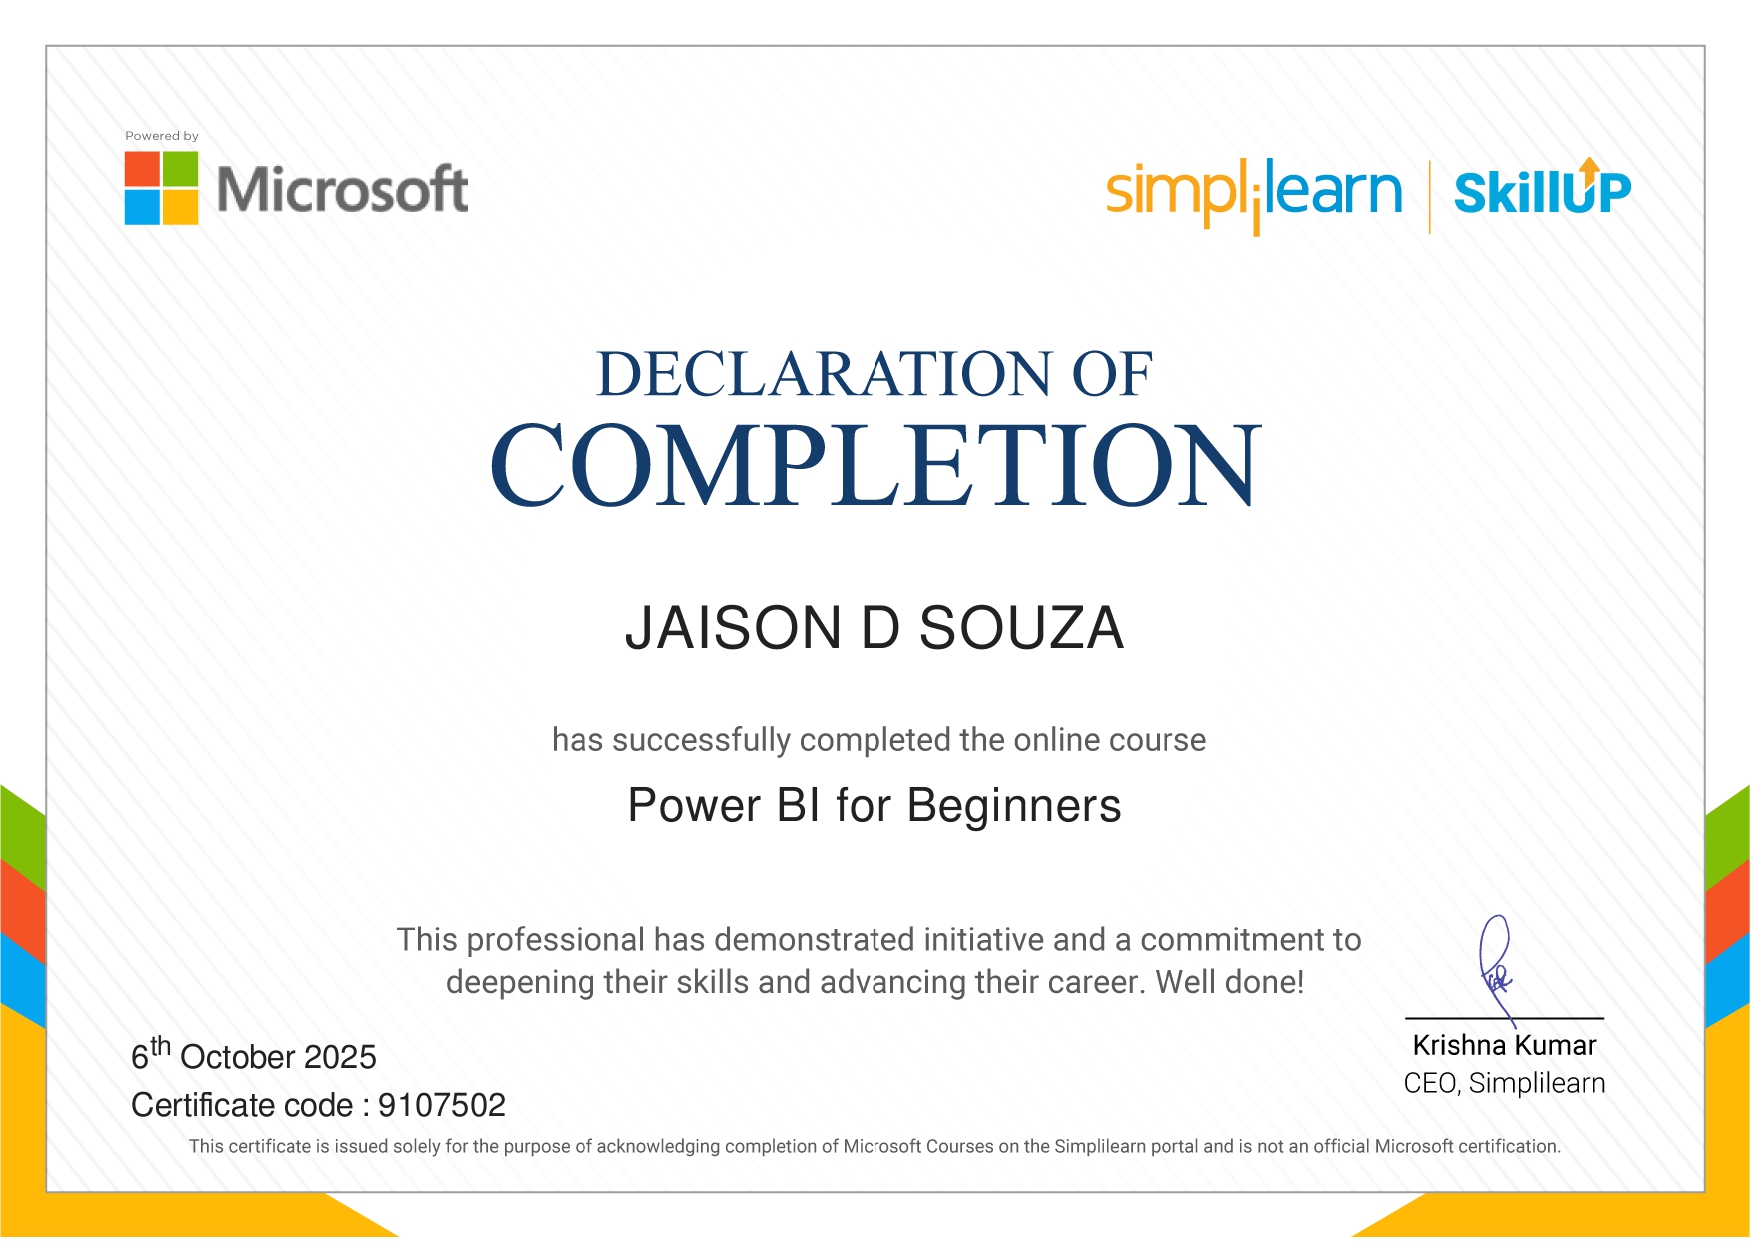 Powered by
Microsoft
simplilearn | SkillUP
DECLARATION OF
COMPLETION
JAISON D SOUZA
has successfully completed the online course
Power BI for Beginners
This professional has demonstrated initiative and a commitment to
deepening their skills and advancing their career. Well done!
6th October 2025
Certificate code : 9107502
Krishna Kumar
CEO, Simplilearn
This certificate is issued solely for the purpose of acknowledging completion of Microsoft Courses on the Simplilearn portal and is not an official Microsoft certification.